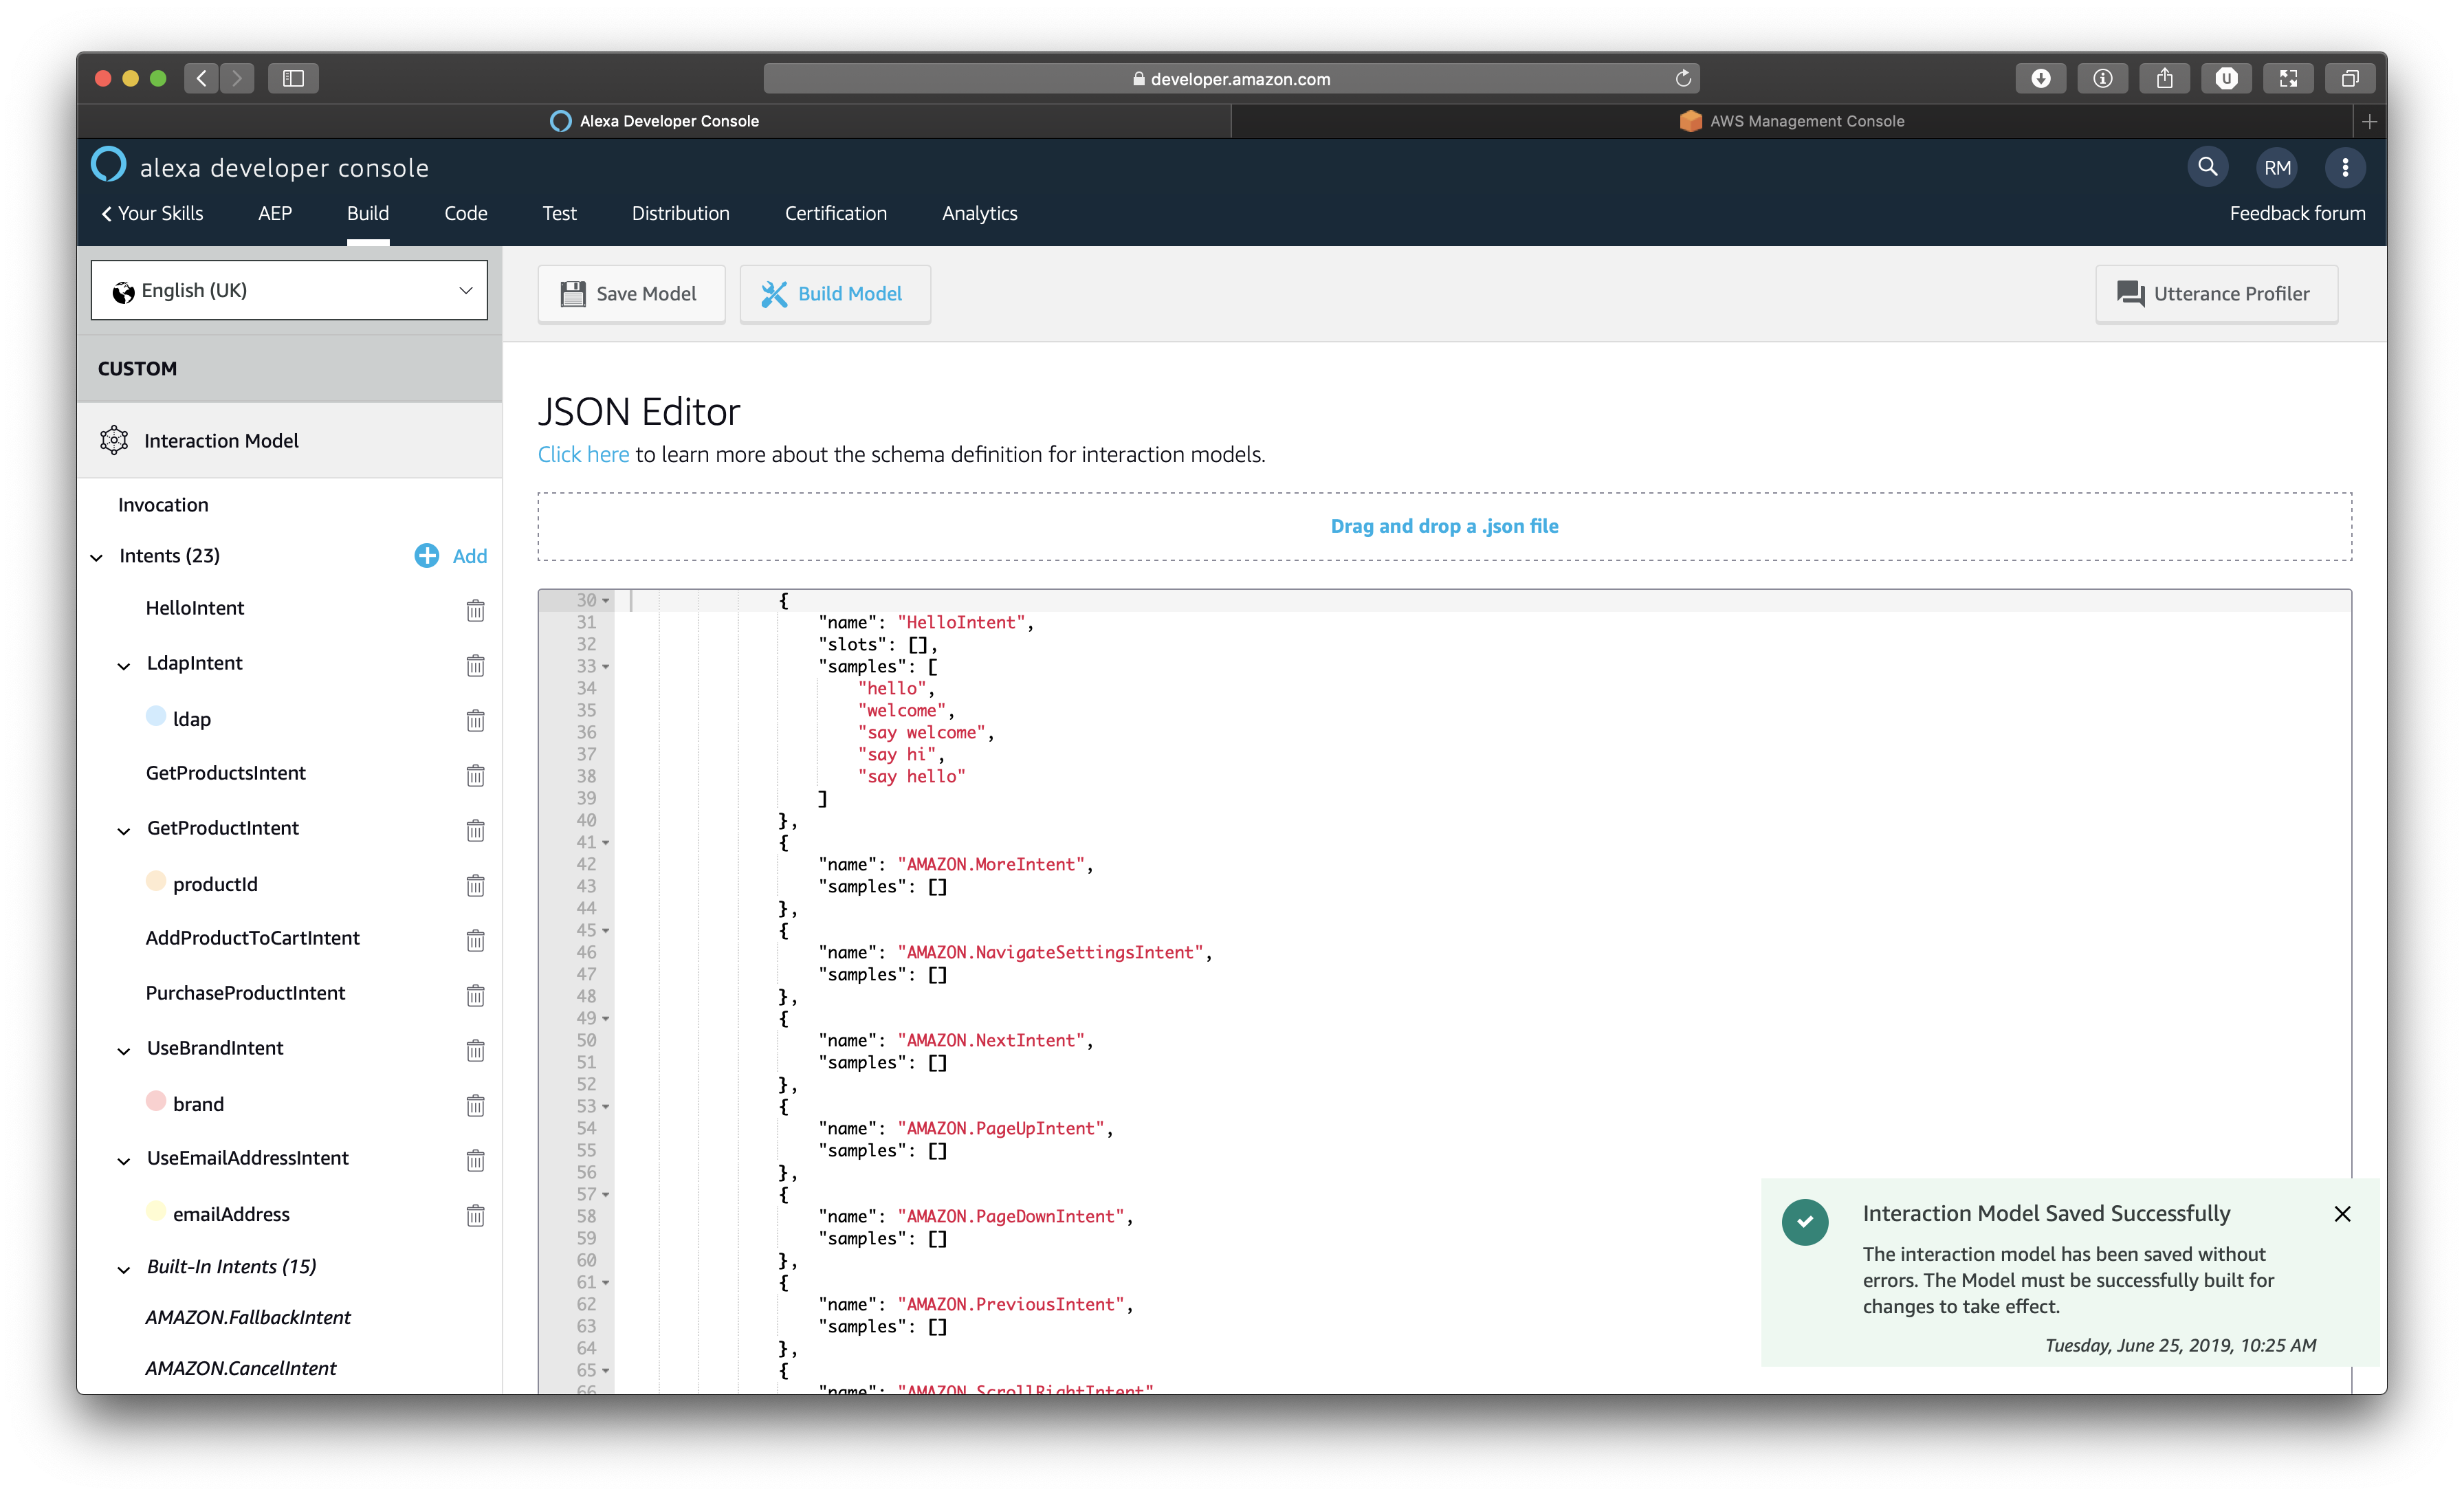 developer.amazon.com
Alexa Developer Console
AWS Management Console
alexa developer console
RM
Your Skills
AEP
Build
Code
Test
Distribution
Certification
Analytics
Feedback forum
English (UK)
Save Model
Build Model
Utterance Profiler
CUSTOM
Interaction Model
Invocation
Intents (23)
Add
HelloIntent
LdapIntent
ldap
GetProductsIntent
GetProductIntent
productId
AddProductToCartIntent
PurchaseProductIntent
UseBrandIntent
brand
UseEmailAddressIntent
emailAddress
Built-In Intents (15)
AMAZON.FallbackIntent
AMAZON.CancelIntent
JSON Editor
Click here to learn more about the schema definition for interaction models.
Drag and drop a .json file
30 {
31 "name": "HelloIntent",
32 "slots": [],
33 "samples": [
34 "hello",
35 "welcome",
36 "say welcome",
37 "say hi",
38 "say hello"
39 ]
40 },
41 {
42 "name": "AMAZON.MoreIntent",
43 "samples": []
44 },
45 {
46 "name": "AMAZON.NavigateSettingsIntent",
47 "samples": []
48 },
49 {
50 "name": "AMAZON.NextIntent",
51 "samples": []
52 },
53 {
54 "name": "AMAZON.PageUpIntent",
55 "samples": []
56 },
57 {
58 "name": "AMAZON.PageDownIntent",
59 "samples": []
60 },
61 {
62 "name": "AMAZON.PreviousIntent",
63 "samples": []
64 },
65 {
66 "name": "AMAZON.ScrollRightIntent"
Interaction Model Saved Successfully
The interaction model has been saved without
errors. The Model must be successfully built for
changes to take effect.
Tuesday, June 25, 2019, 10:25 AM